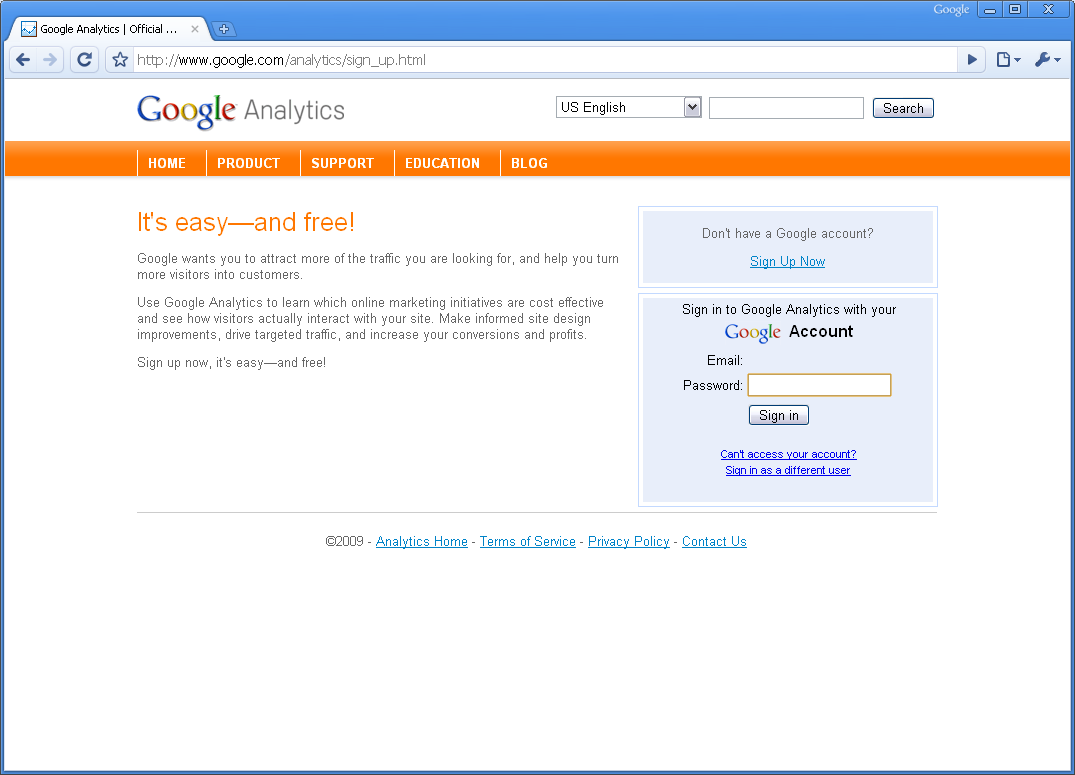 Google
Google Analytics | Official ...
http://www.google.com/analytics/sign_up.html
Google Analytics
US English
Search
HOME
PRODUCT
SUPPORT
EDUCATION
BLOG
It's easy—and free!
Google wants you to attract more of the traffic you are looking for, and help you turn
more visitors into customers.
Use Google Analytics to learn which online marketing initiatives are cost effective
and see how visitors actually interact with your site. Make informed site design
improvements, drive targeted traffic, and increase your conversions and profits.
Sign up now, it's easy—and free!
Don't have a Google account?
Sign Up Now
Sign in to Google Analytics with your
Google Account
Email:
Password:
Sign in
Can't access your account?
Sign in as a different user
©2009 - Analytics Home - Terms of Service - Privacy Policy - Contact Us